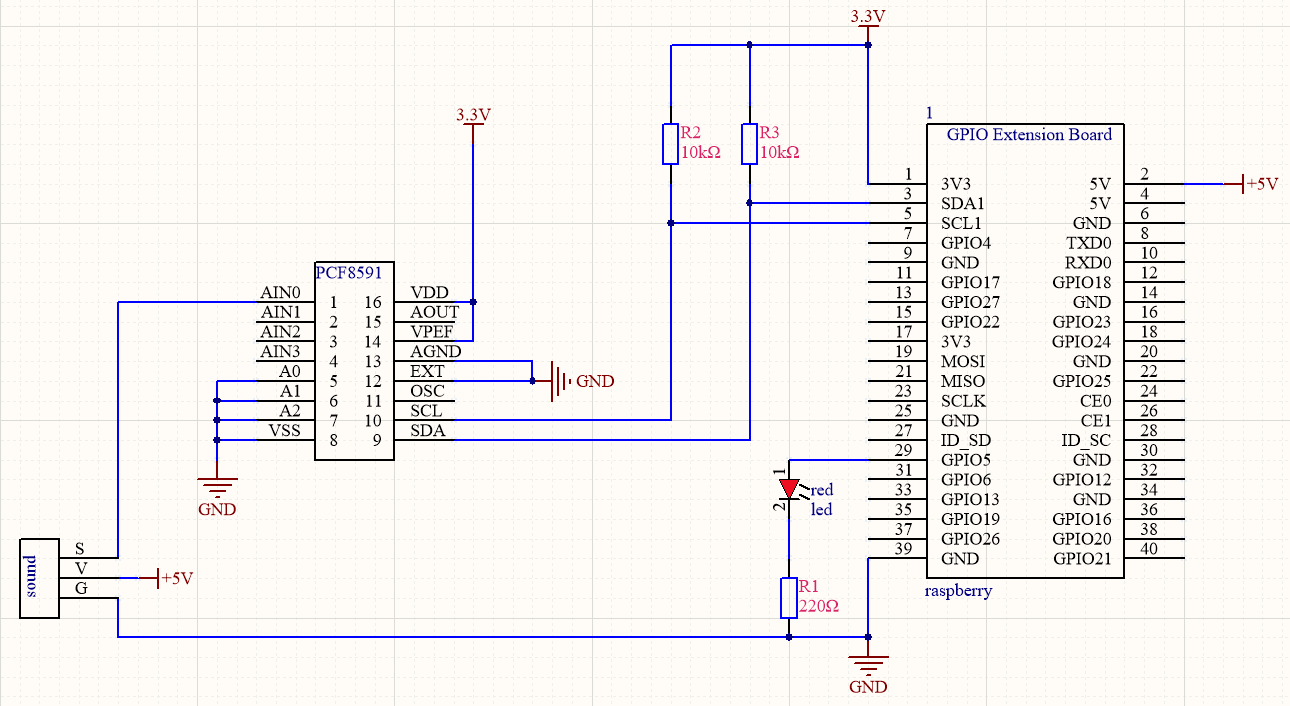 3.3V
1
GPIO Extension Board
R2
10kΩ
R3
10kΩ
3.3V
1 3V3 5V 2 +5V
3 SDA1 5V 4
5 SCL1 GND 6
7 GPIO4 TXD0 8
9 GND RXD0 10
11 GPIO17 GPIO18 12
13 GPIO27 GND 14
15 GPIO22 GPIO23 16
17 3V3 GPIO24 18
19 MOSI GND 20
21 MISO GPIO25 22
23 SCLK CE0 24
25 GND CE1 26
27 ID_SD ID_SC 28
29 GPIO5 GND 30
31 GPIO6 GPIO12 32
33 GPIO13 GND 34
35 GPIO19 GPIO16 36
37 GPIO26 GPIO20 38
39 GND GPIO21 40
raspberry
PCF8591
AIN0 1 16 VDD
AIN1 2 15 AOUT
AIN2 3 14 VPEF
AIN3 4 13 AGND
A0 5 12 EXT
A1 6 11 OSC
A2 7 10 SCL
VSS 8 9 SDA
GND
GND
1
2
red
led
R1
220Ω
sound
S
V
G
+5V
GND